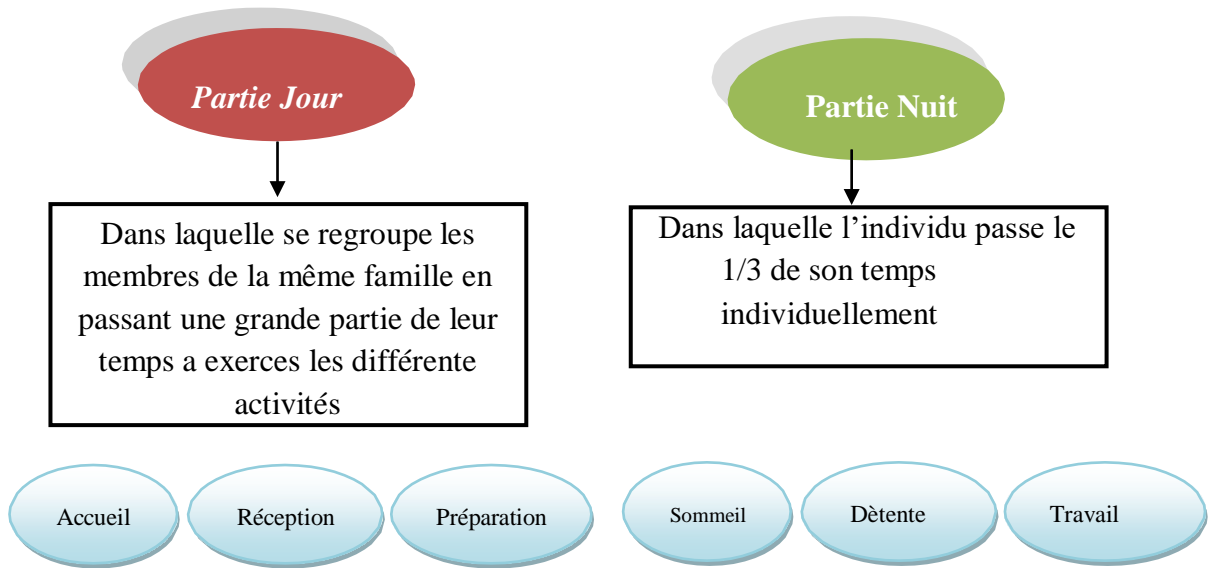 Partie Jour
Partie Nuit
Dans laquelle se regroupe les
membres de la même famille en
passant une grande partie de leur
temps a exerces les différente
activités
Dans laquelle l’individu passe le
1/3 de son temps
individuellement
Accueil
Réception
Préparation
Sommeil
Dètente
Travail